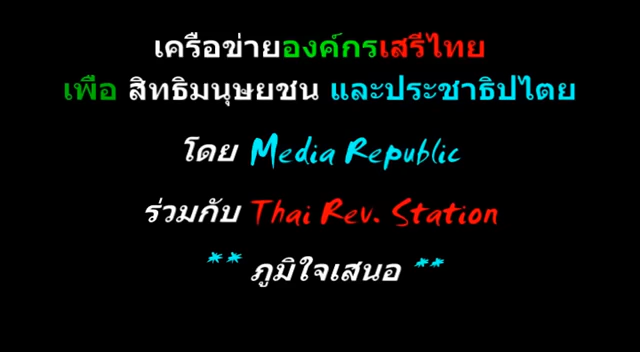 เครือข่ายองค์กรเสรีไทย
เพือ สิทธิมนุษยชน และประชาธิปไตย
โดย Media Republic
ร่วมกับ Thai Rev. Station
** ภูมิใจเสนอ **